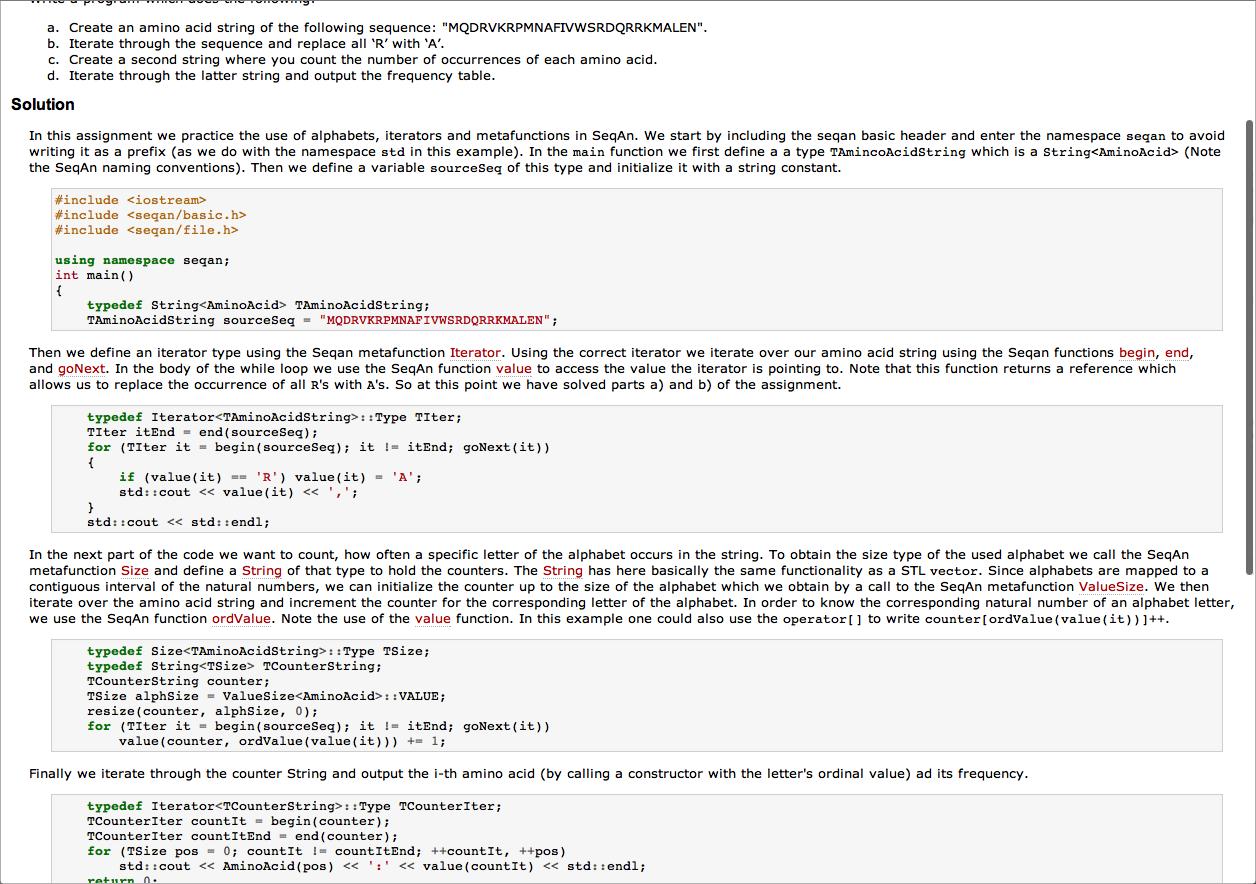 Write a program which does the following:
a. Create an amino acid string of the following sequence: "MQDRVKRPMNAFIVWSRDQRRKMALEN".
b. Iterate through the sequence and replace all ‘R’ with ‘A’.
c. Create a second string where you count the number of occurrences of each amino acid.
d. Iterate through the latter string and output the frequency table.
Solution
In this assignment we practice the use of alphabets, iterators and metafunctions in SeqAn. We start by including the seqan basic header and enter the namespace seqan to avoid
writing it as a prefix (as we do with the namespace std in this example). In the main function we first define a a type TAmincoAcidString which is a String<AminoAcid> (Note
the SeqAn naming conventions). Then we define a variable sourceSeq of this type and initialize it with a string constant.
#include <iostream>
#include <seqan/basic.h>
#include <seqan/file.h>
using namespace seqan;
int main()
{
typedef String<AminoAcid> TAminoAcidString;
TAminoAcidString sourceSeq = "MQDRVKRPMNAFIVWSRDQRRKMALEN";
Then we define an iterator type using the Seqan metafunction Iterator. Using the correct iterator we iterate over our amino acid string using the Seqan functions begin, end,
and goNext. In the body of the while loop we use the SeqAn function value to access the value the iterator is pointing to. Note that this function returns a reference which
allows us to replace the occurrence of all R's with A's. So at this point we have solved parts a) and b) of the assignment.
typedef Iterator<TAminoAcidString>::Type TIter;
TIter itEnd = end(sourceSeq);
for (TIter it = begin(sourceSeq); it != itEnd; goNext(it))
{
if (value(it) == 'R') value(it) = 'A';
std::cout << value(it) << ',';
}
std::cout << std::endl;
In the next part of the code we want to count, how often a specific letter of the alphabet occurs in the string. To obtain the size type of the used alphabet we call the SeqAn
metafunction Size and define a String of that type to hold the counters. The String has here basically the same functionality as a STL vector. Since alphabets are mapped to a
contiguous interval of the natural numbers, we can initialize the counter up to the size of the alphabet which we obtain by a call to the SeqAn metafunction ValueSize. We then
iterate over the amino acid string and increment the counter for the corresponding letter of the alphabet. In order to know the corresponding natural number of an alphabet letter,
we use the SeqAn function ordValue. Note the use of the value function. In this example one could also use the operator[] to write counter[ordValue(value(it))]++.
typedef Size<TAminoAcidString>::Type TSize;
typedef String<TSize> TCounterString;
TCounterString counter;
TSize alphSize = ValueSize<AminoAcid>::VALUE;
resize(counter, alphSize, 0);
for (TIter it = begin(sourceSeq); it != itEnd; goNext(it))
value(counter, ordValue(value(it))) += 1;
Finally we iterate through the counter String and output the i-th amino acid (by calling a constructor with the letter's ordinal value) ad its frequency.
typedef Iterator<TCounterString>::Type TCounterIter;
TCounterIter countIt = begin(counter);
TCounterIter countItEnd = end(counter);
for (TSize pos = 0; countIt != countItEnd; ++countIt, ++pos)
std::cout << AminoAcid(pos) << ':' << value(countIt) << std::endl;
return 0;